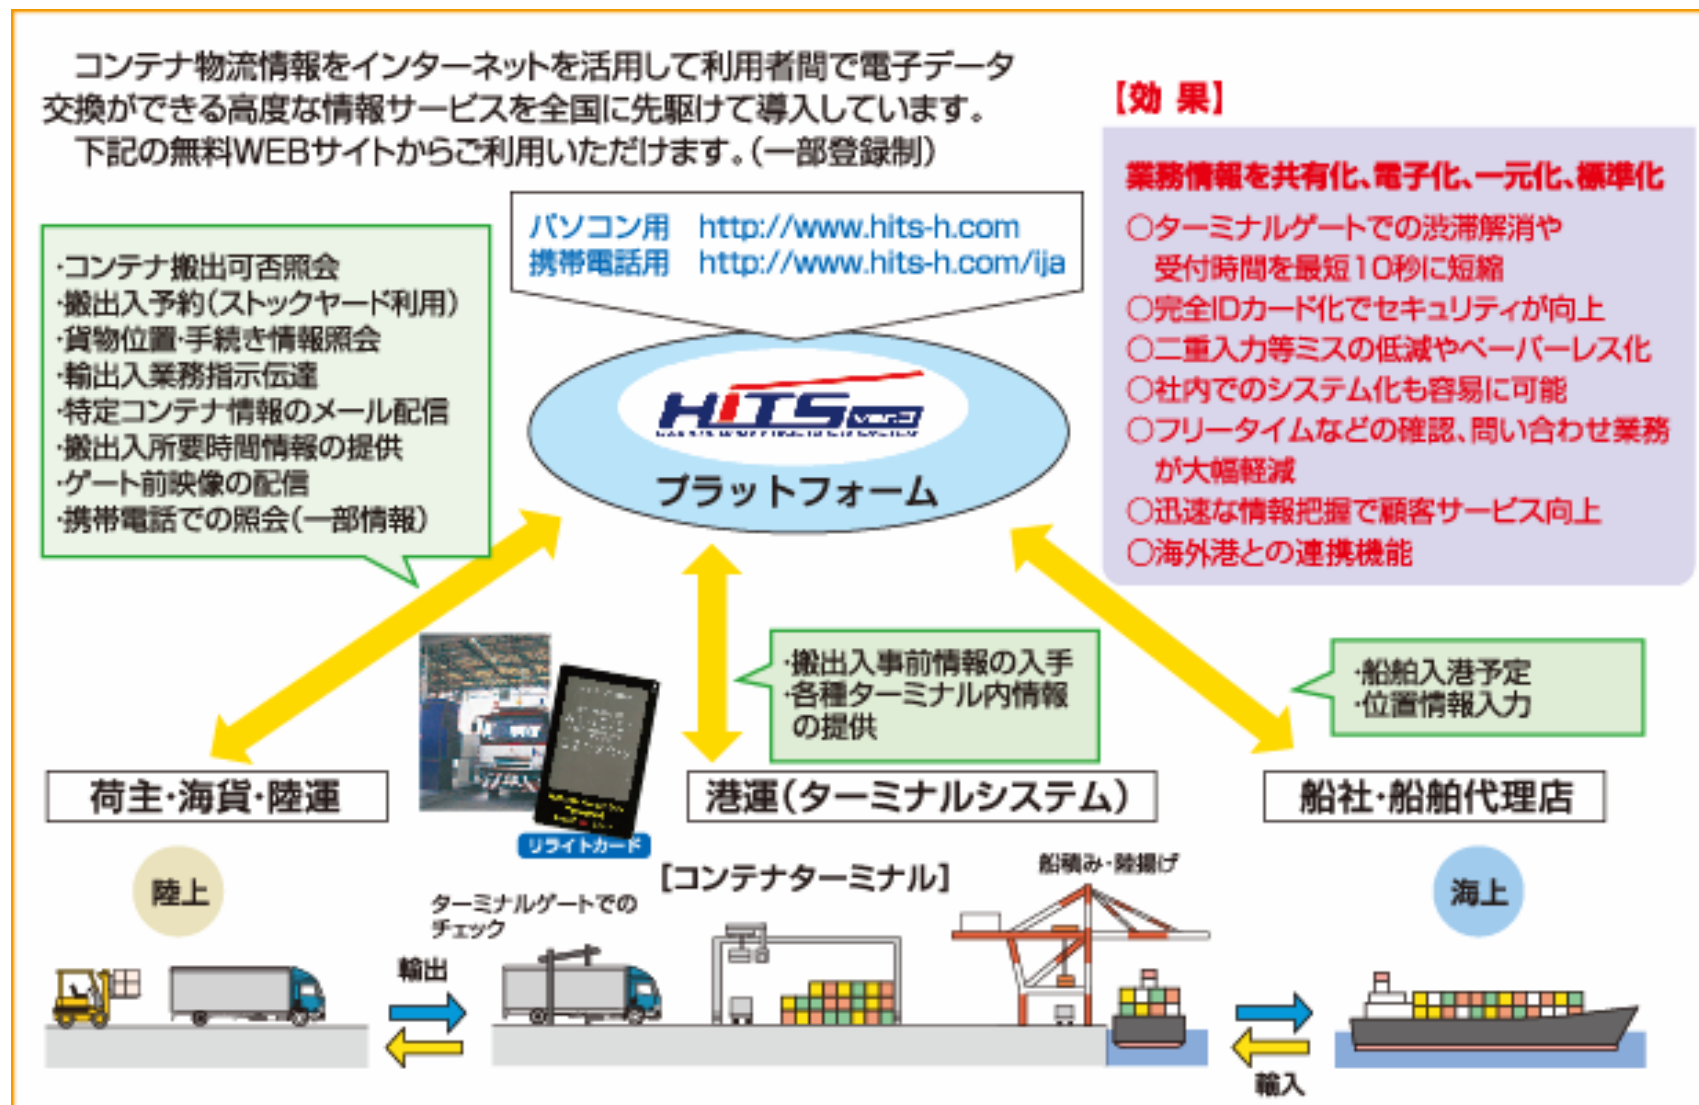 コンテナ物流情報をインターネットを活用して利用者間で電子データ
交換ができる高度な情報サービスを全国に先駆けて導入しています。
下記の無料WEBサイトからご利用いただけます。(一部登録制)
パソコン用 http://www.hits-h.com
携帯電話用 http://www.hits-h.com/ija
【効 果】
業務情報を共有化、電子化、一元化、標準化
○ターミナルゲートでの渋滞解消や
受付時間を最短10秒に短縮
○完全IDカード化でセキュリティが向上
○二重入力等ミスの低減やペーパーレス化
○社内でのシステム化も容易に可能
○フリータイムなどの確認、問い合わせ業務
が大幅軽減
○迅速な情報把握で顧客サービス向上
○海外港との連携機能
・コンテナ搬出可否照会
・搬出入予約(ストックヤード利用)
・貨物位置・手続き情報照会
・輸出入業務指示伝達
・特定コンテナ情報のメール配信
・搬出入所要時間情報の提供
・ゲート前映像の配信
・携帯電話での照会(一部情報)
HiTS
プラットフォーム
・搬出入事前情報の入手
・各種ターミナル内情報
の提供
・船舶入港予定
・位置情報入力
荷主・海貨・陸運
港運(ターミナルシステム)
船社・船舶代理店
リライトカード
陸上
[コンテナターミナル]
船積み・陸揚げ
海上
ターミナルゲートでの
チェック
輸出
輸入